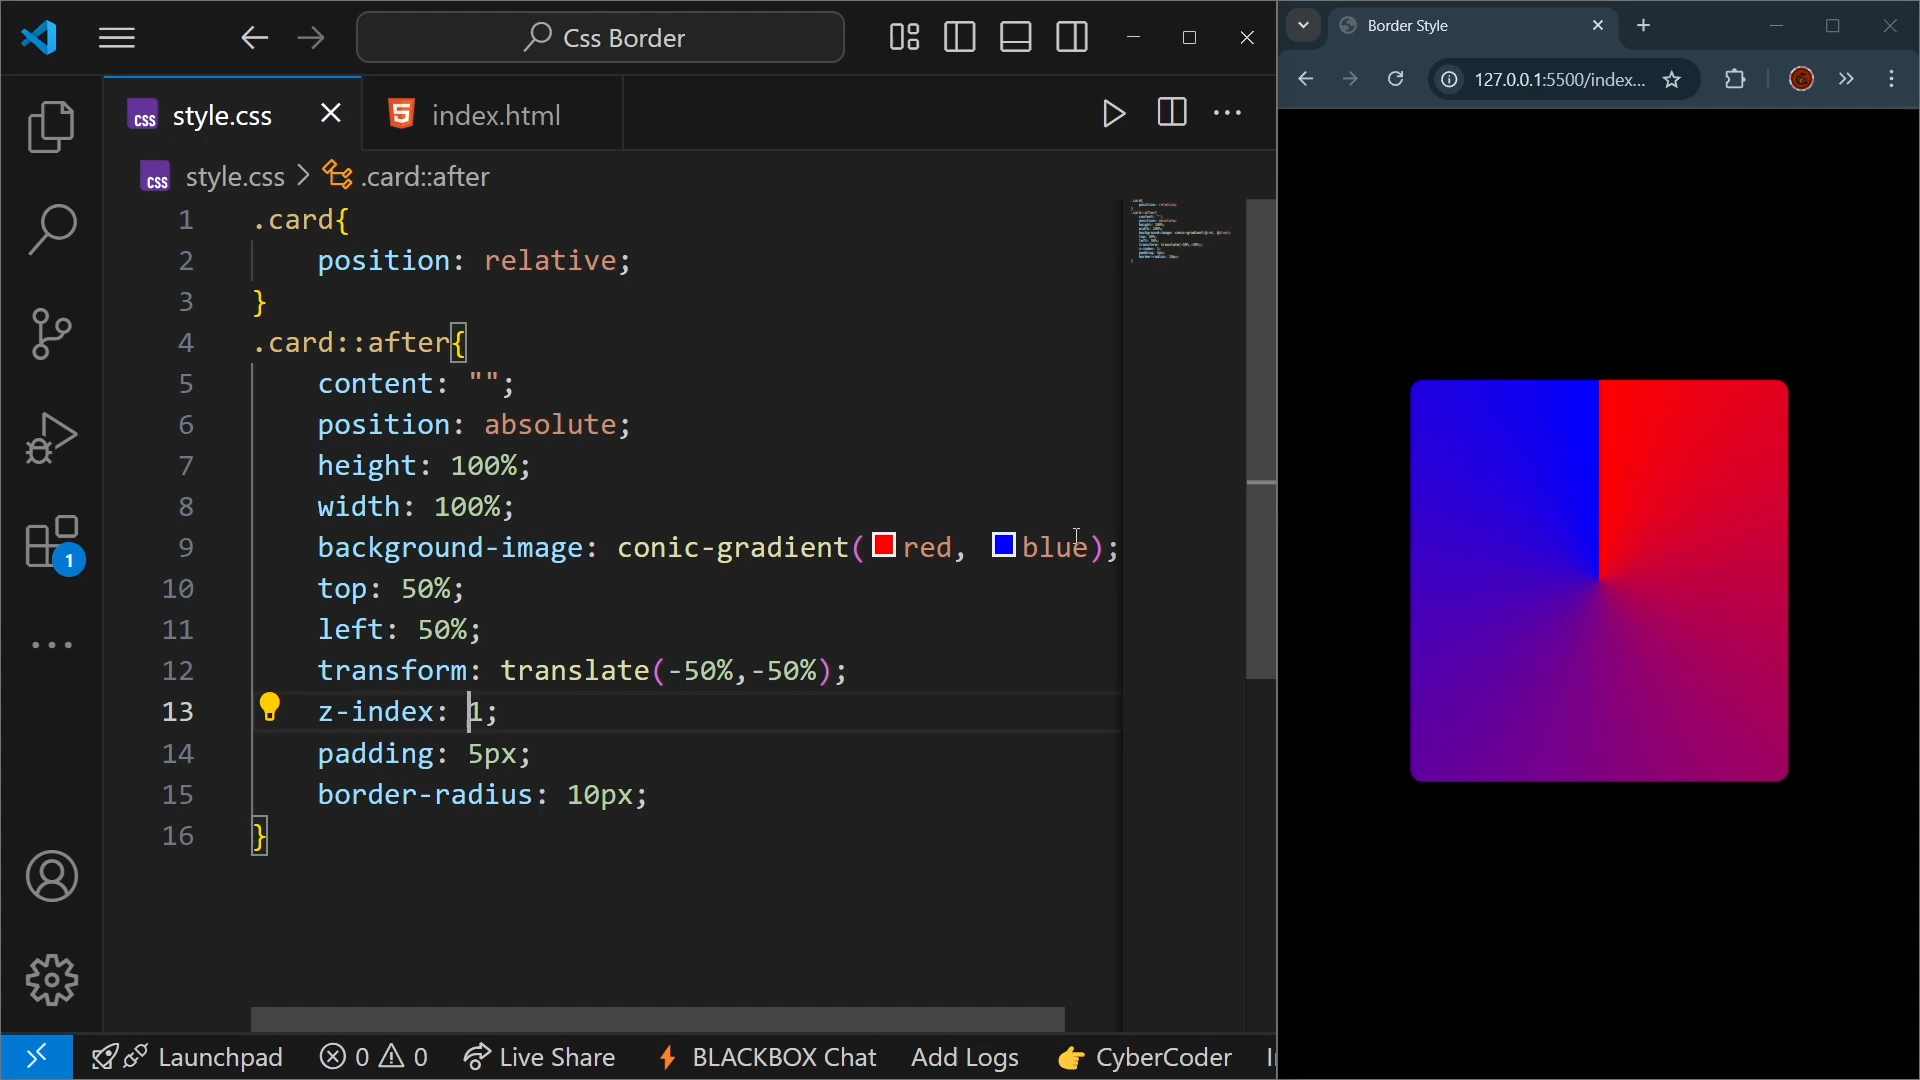 Css Border
Border Style
127.0.0.1:5500/index...
style.css
index.html
style.css > .card::after
1 .card{
2 position: relative;
3 }
4 .card::after{
5 content: "";
6 position: absolute;
7 height: 100%;
8 width: 100%;
9 background-image: conic-gradient(red, blue);
10 top: 50%;
11 left: 50%;
12 transform: translate(-50%,-50%);
13 z-index: 1;
14 padding: 5px;
15 border-radius: 10px;
16 }
1
Launchpad 0 0 Live Share BLACKBOX Chat Add Logs CyberCoder